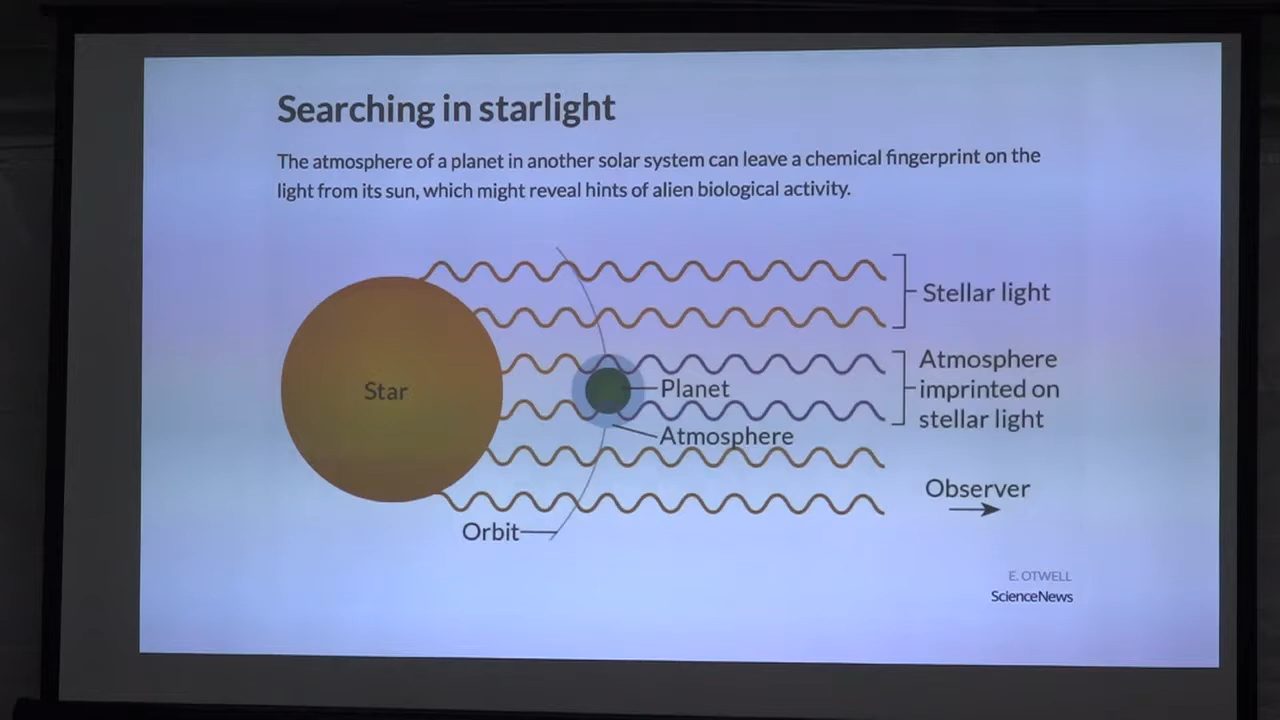 Searching in starlight
The atmosphere of a planet in another solar system can leave a chemical fingerprint on the
light from its sun, which might reveal hints of alien biological activity.
Stellar light
Star
Planet
Atmosphere
Atmosphere
imprinted on
stellar light
Observer
Orbit
E. OTWELL
ScienceNews